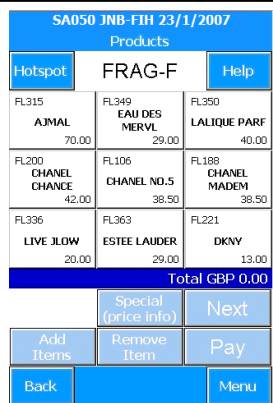 SA050 JNB-FIH 23/1/2007
Products
Hotspot FRAG-F Help
FL315 FL349 FL350
AJMAL EAU DES MERVL LALIQUE PARF
70.00 29.00 40.00
FL200 FL106 FL188
CHANEL CHANCE CHANEL NO.5 CHANEL MADEM
42.00 38.50 38.50
FL336 FL363 FL221
LIVE JLOW ESTEE LAUDER DKNY
20.00 29.00 13.00
Total GBP 0.00
Special (price info) Next
Add Items Remove Item Pay
Back Menu